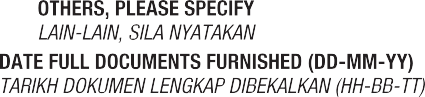 OTHERS, PLEASE SPECIFY
LAIN-LAIN, SILA NYATAKAN
DATE FULL DOCUMENTS FURNISHED (DD-MM-YY)
TARIKH DOKUMEN LENGKAP DIBEKALKAN (HH-BB-TT)